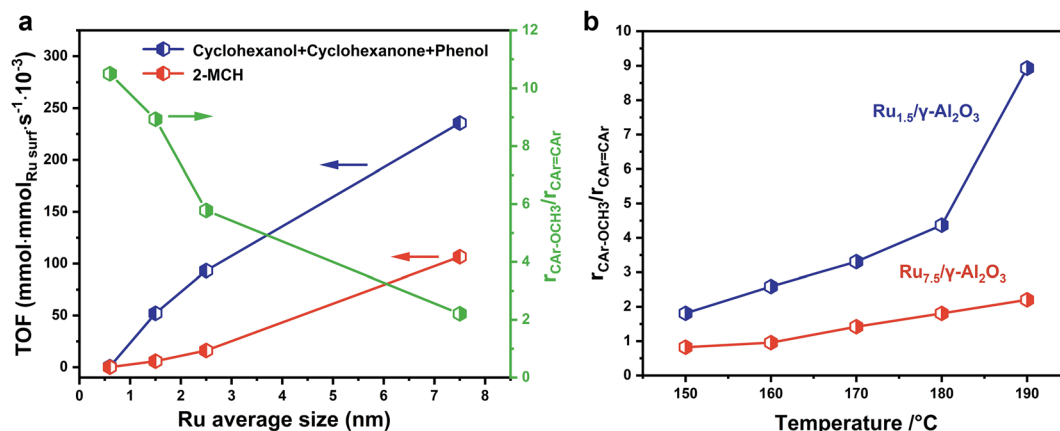 a
Cyclohexanol+Cyclohexanone+Phenol
2-MCH
TOF (mmol·mmol Ru surf·s⁻¹·10⁻³)
300
250
200
150
100
50
0
0 1 2 3 4 5 6 7 8
Ru average size (nm)
12
10
8
6
4
2
0
rCAr-OCH3/rCAr=CAr
b
rCAr-OCH3/rCAr=CAr
10
9
8
7
6
5
4
3
2
1
0
Ru₁.₅/γ-Al₂O₃
Ru₇.₅/γ-Al₂O₃
150 160 170 180 190
Temperature /°C